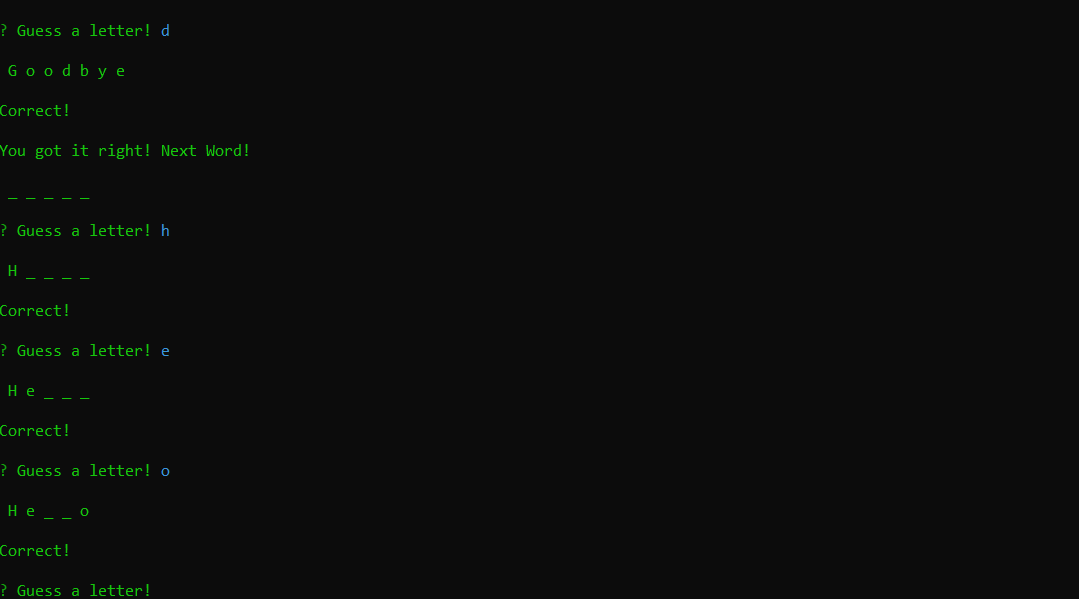 ? Guess a letter! d
G o o d b y e
Correct!
You got it right! Next Word!
_ _ _ _ _
? Guess a letter! h
H _ _ _ _
Correct!
? Guess a letter! e
H e _ _ _
Correct!
? Guess a letter! o
H e _ _ o
Correct!
? Guess a letter!